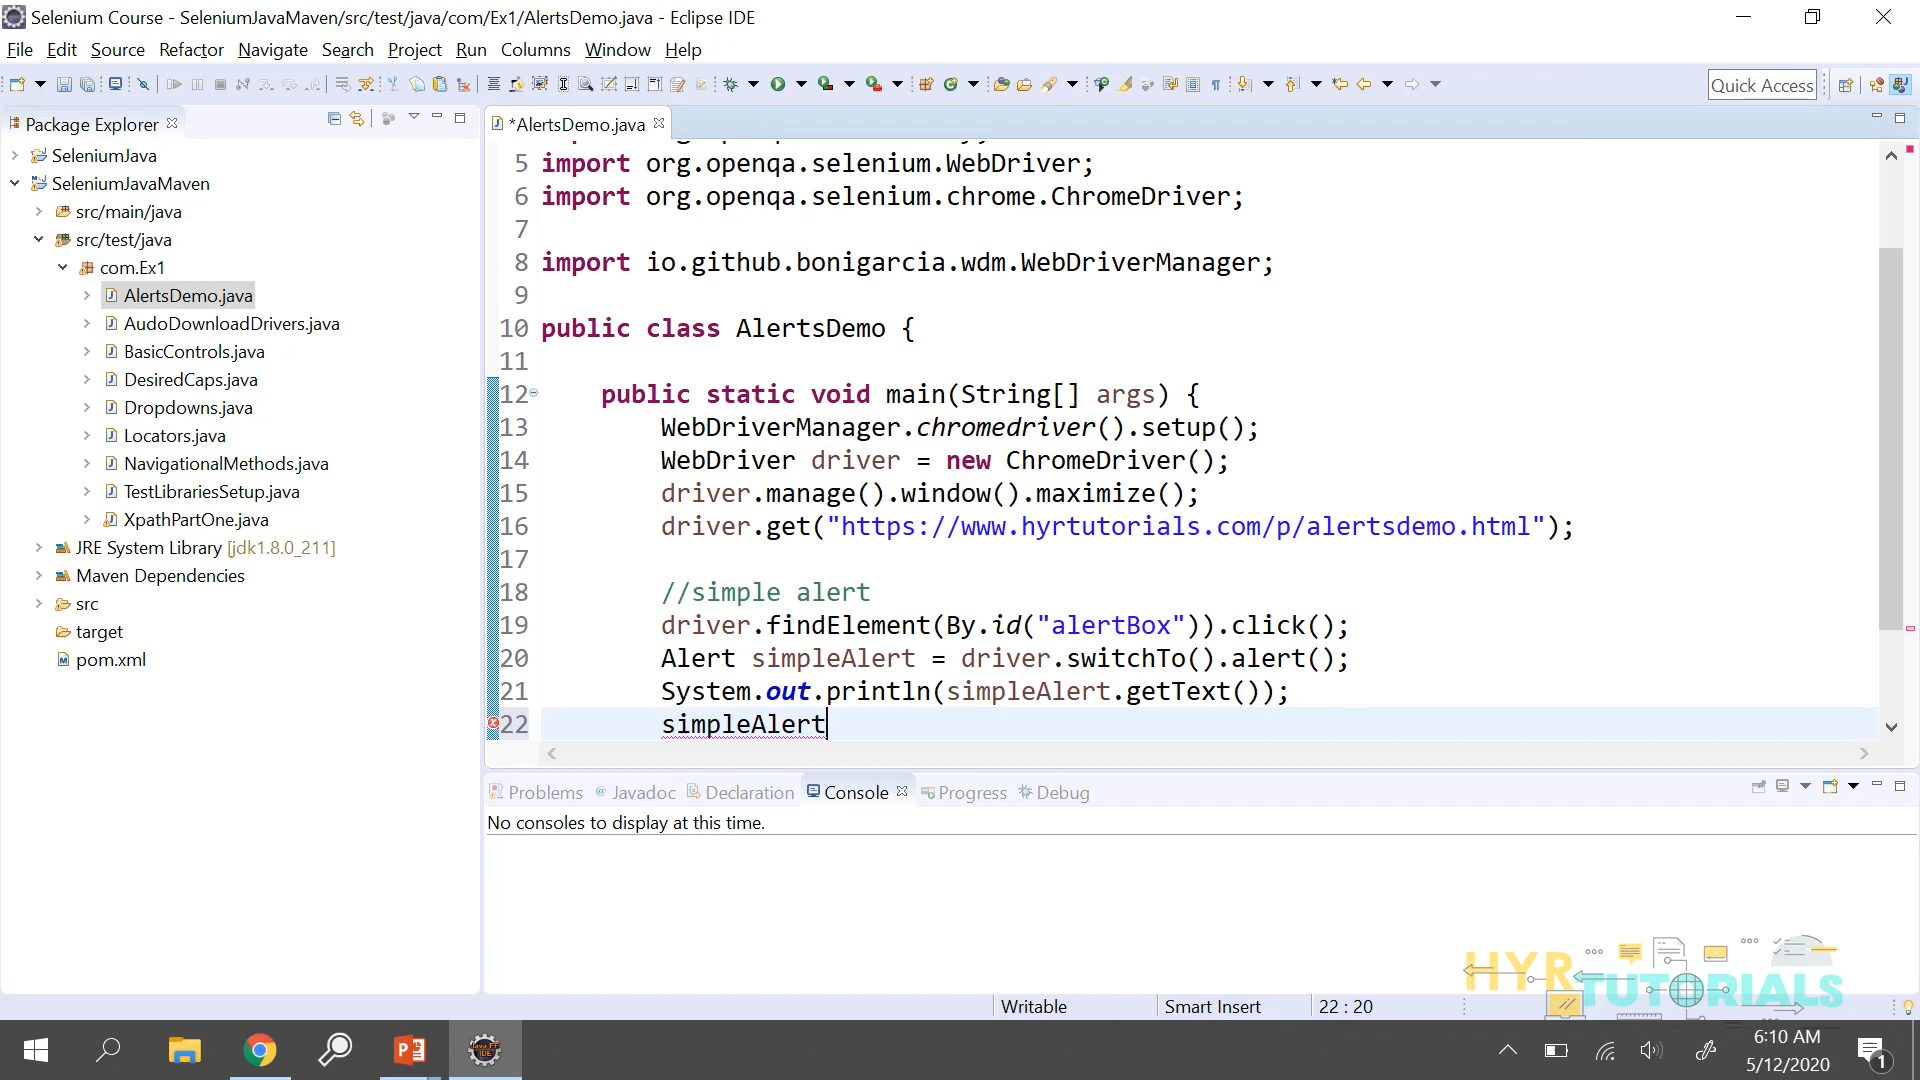 Selenium Course - SeleniumJavaMaven/src/test/java/com/Ex1/AlertsDemo.java - Eclipse IDE
File Edit Source Refactor Navigate Search Project Run Columns Window Help
Quick Access
Package Explorer
SeleniumJava
SeleniumJavaMaven
src/main/java
src/test/java
com.Ex1
AlertsDemo.java
AudoDownloadDrivers.java
BasicControls.java
DesiredCaps.java
Dropdowns.java
Locators.java
NavigationalMethods.java
TestLibrariesSetup.java
XpathPartOne.java
JRE System Library [jdk1.8.0_211]
Maven Dependencies
src
target
pom.xml
*AlertsDemo.java
5 import org.openqa.selenium.WebDriver;
6 import org.openqa.selenium.chrome.ChromeDriver;
7
8 import io.github.bonigarcia.wdm.WebDriverManager;
9
10 public class AlertsDemo {
11
12 public static void main(String[] args) {
13 WebDriverManager.chromedriver().setup();
14 WebDriver driver = new ChromeDriver();
15 driver.manage().window().maximize();
16 driver.get("https://www.hyrtutorials.com/p/alertsdemo.html");
17
18 //simple alert
19 driver.findElement(By.id("alertBox")).click();
20 Alert simpleAlert = driver.switchTo().alert();
21 System.out.println(simpleAlert.getText());
22 simpleAlert
Problems Javadoc Declaration Console Progress Debug
No consoles to display at this time.
HYR
TUTORIALS
Writable Smart Insert 22 : 20
6:10 AM
5/12/2020
1